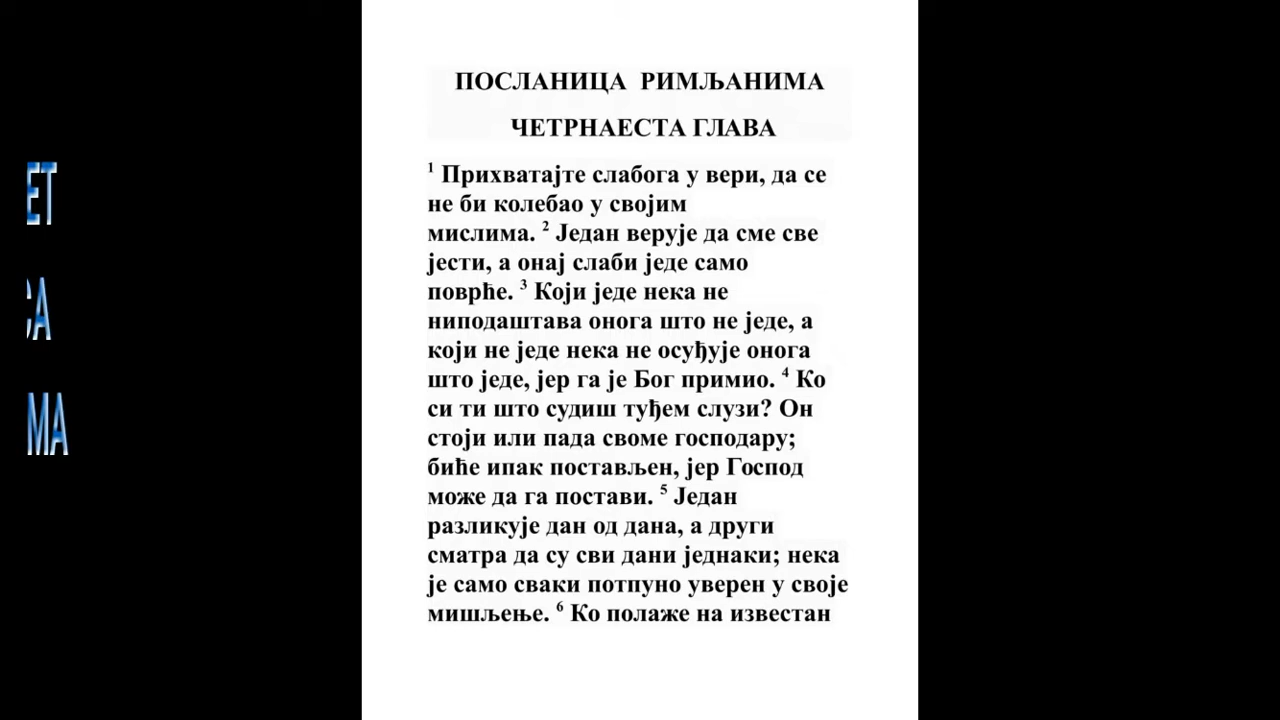 ПОСЛАНИЦА РИМЉАНИМА
ЧЕТРНАЕСТА ГЛАВА
¹ Прихватајте слабога у вери, да се
не би колебао у својим
мислима. ² Један верује да сме све
јести, а онај слаби једе само
поврће. ³ Који једе нека не
ниподаштава онога што не једе, а
који не једе нека не осуђује онога
што једе, јер га је Бог примио. ⁴ Ко
си ти што судиш туђем слузи? Он
стоји или пада своме господару;
биће ипак постављен, јер Господ
може да га постави. ⁵ Један
разликује дан од дана, а други
сматра да су сви дани једнаки; нека
је само сваки потпуно уверен у своје
мишљење. ⁶ Ко полаже на известан